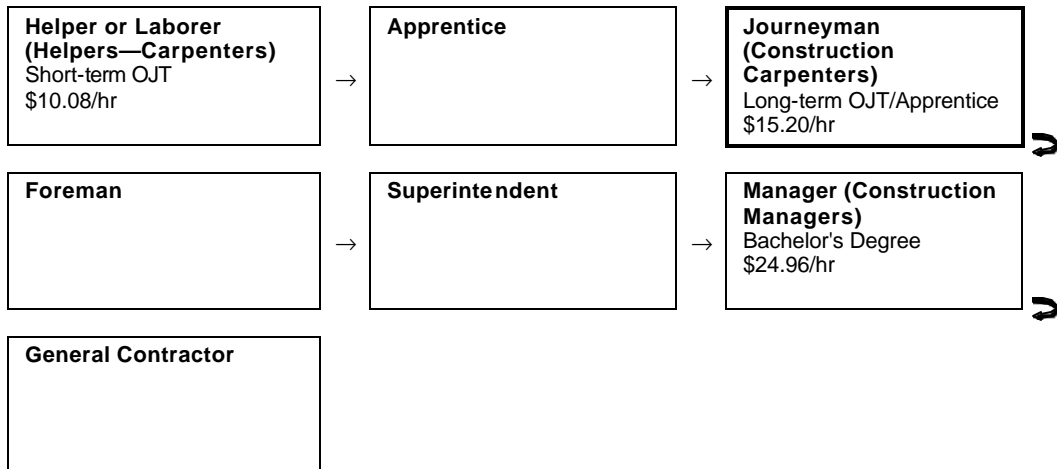 Helper or Laborer
(Helpers—Carpenters)
Short-term OJT
$10.08/hr
→
Apprentice
→
Journeyman
(Construction
Carpenters)
Long-term OJT/Apprentice
$15.20/hr
Foreman
→
Superintendent
→
Manager (Construction
Managers)
Bachelor's Degree
$24.96/hr
General Contractor